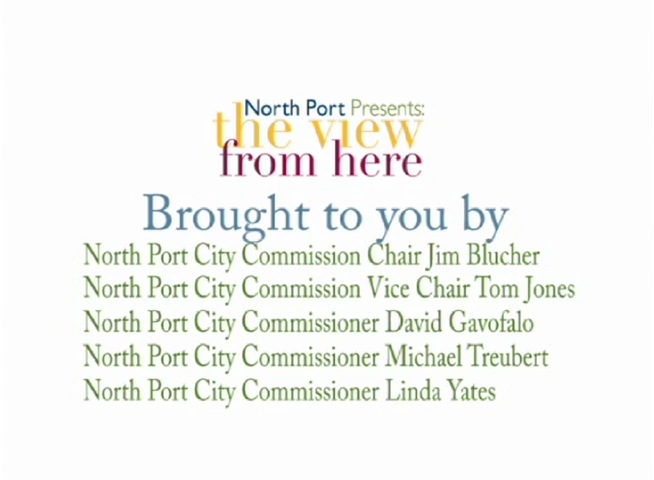 North Port Presents:
the view
from here
Brought to you by
North Port City Commission Chair Jim Blucher
North Port City Commission Vice Chair Tom Jones
North Port City Commissioner David Gavofalo
North Port City Commissioner Michael Treubert
North Port City Commissioner Linda Yates